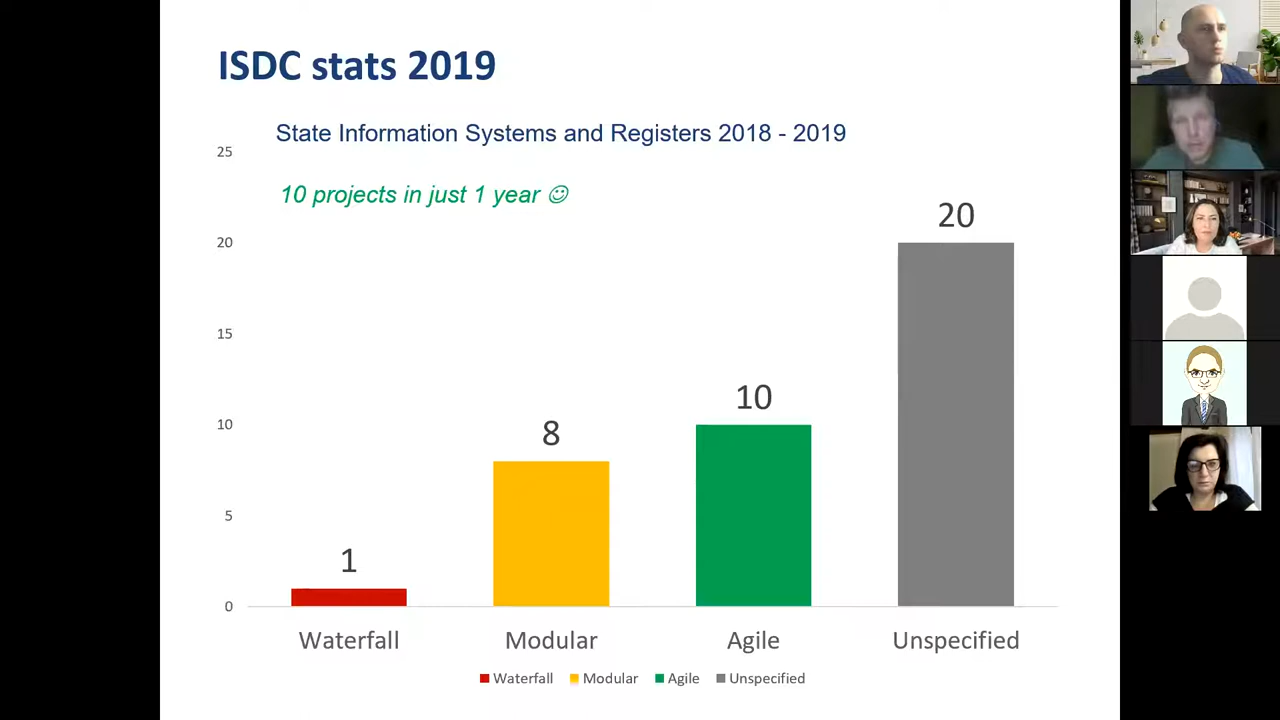 ISDC stats 2019
State Information Systems and Registers 2018 - 2019
10 projects in just 1 year ☺
25
20
15
10
5
0
1
8
10
20
Waterfall Modular Agile Unspecified
Waterfall Modular Agile Unspecified